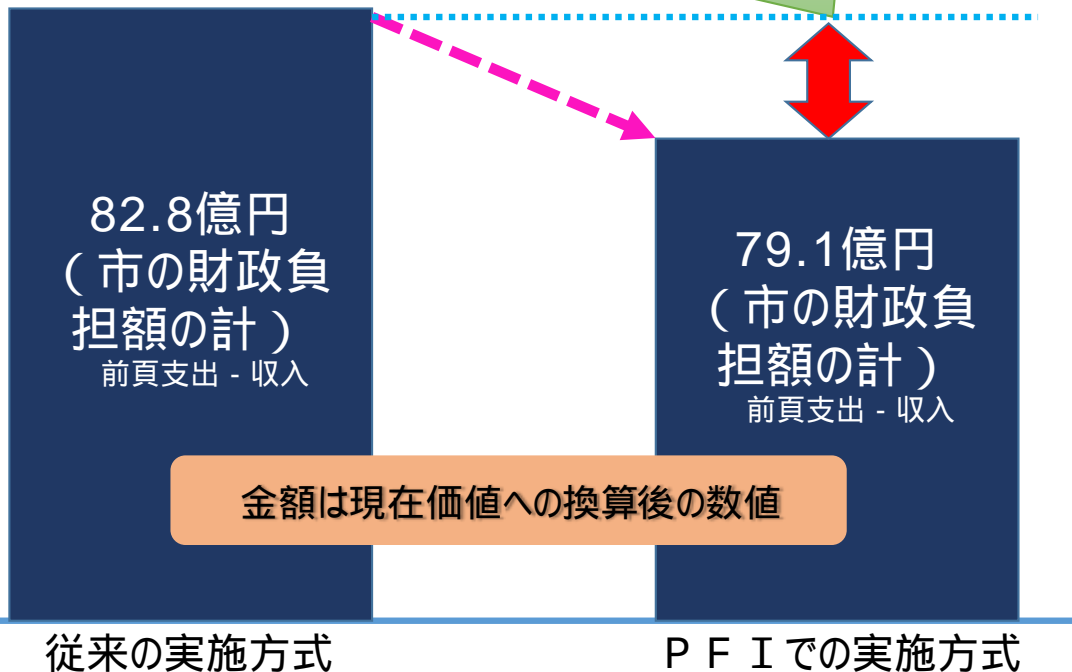 82.8億円
（市の財政負
担額の計）
前頁支出 - 収入
79.1億円
（市の財政負
担額の計）
前頁支出 - 収入
金額は現在価値への換算後の数値
従来の実施方式
ＰＦＩでの実施方式